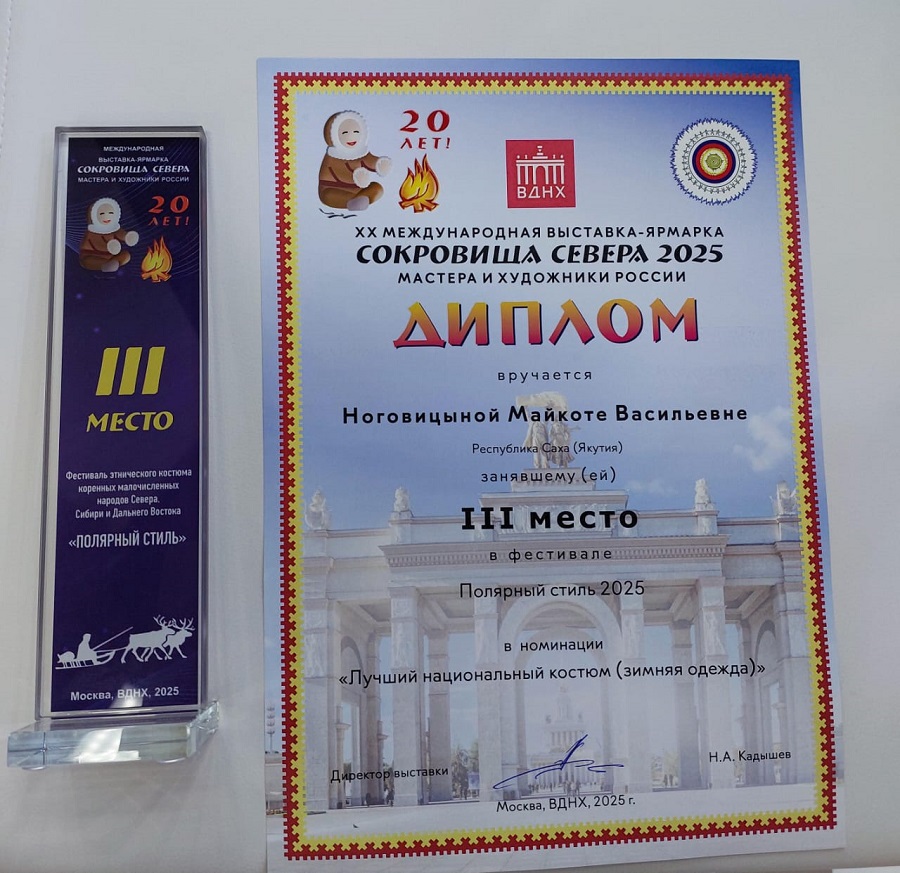 МЕЖДУНАРОДНАЯ
ВЫСТАВКА-ЯРМАРКА
СОКРОВИЩА СЕВЕРА
МАСТЕРА И ХУДОЖНИКИ РОССИИ
20
ЛЕТ!
III
МЕСТО
Фестиваль этнического костюма
коренных малочисленных
народов Севера,
Сибири и Дальнего Востока
«ПОЛЯРНЫЙ СТИЛЬ»
Москва, ВДНХ, 2025
20
ЛЕТ!
ВДНХ
XX МЕЖДУНАРОДНАЯ ВЫСТАВКА-ЯРМАРКА
СОКРОВИЩА СЕВЕРА 2025
МАСТЕРА И ХУДОЖНИКИ РОССИИ
ДИПЛОМ
вручается
Ноговицыной Майкоте Васильевне
Республика Саха (Якутия)
занявшему (ей)
III место
в фестивале
Полярный стиль 2025
в номинации
«Лучший национальный костюм (зимняя одежда)»
Директор выставки
Н.А. Кадышев
Москва, ВДНХ, 2025 г.